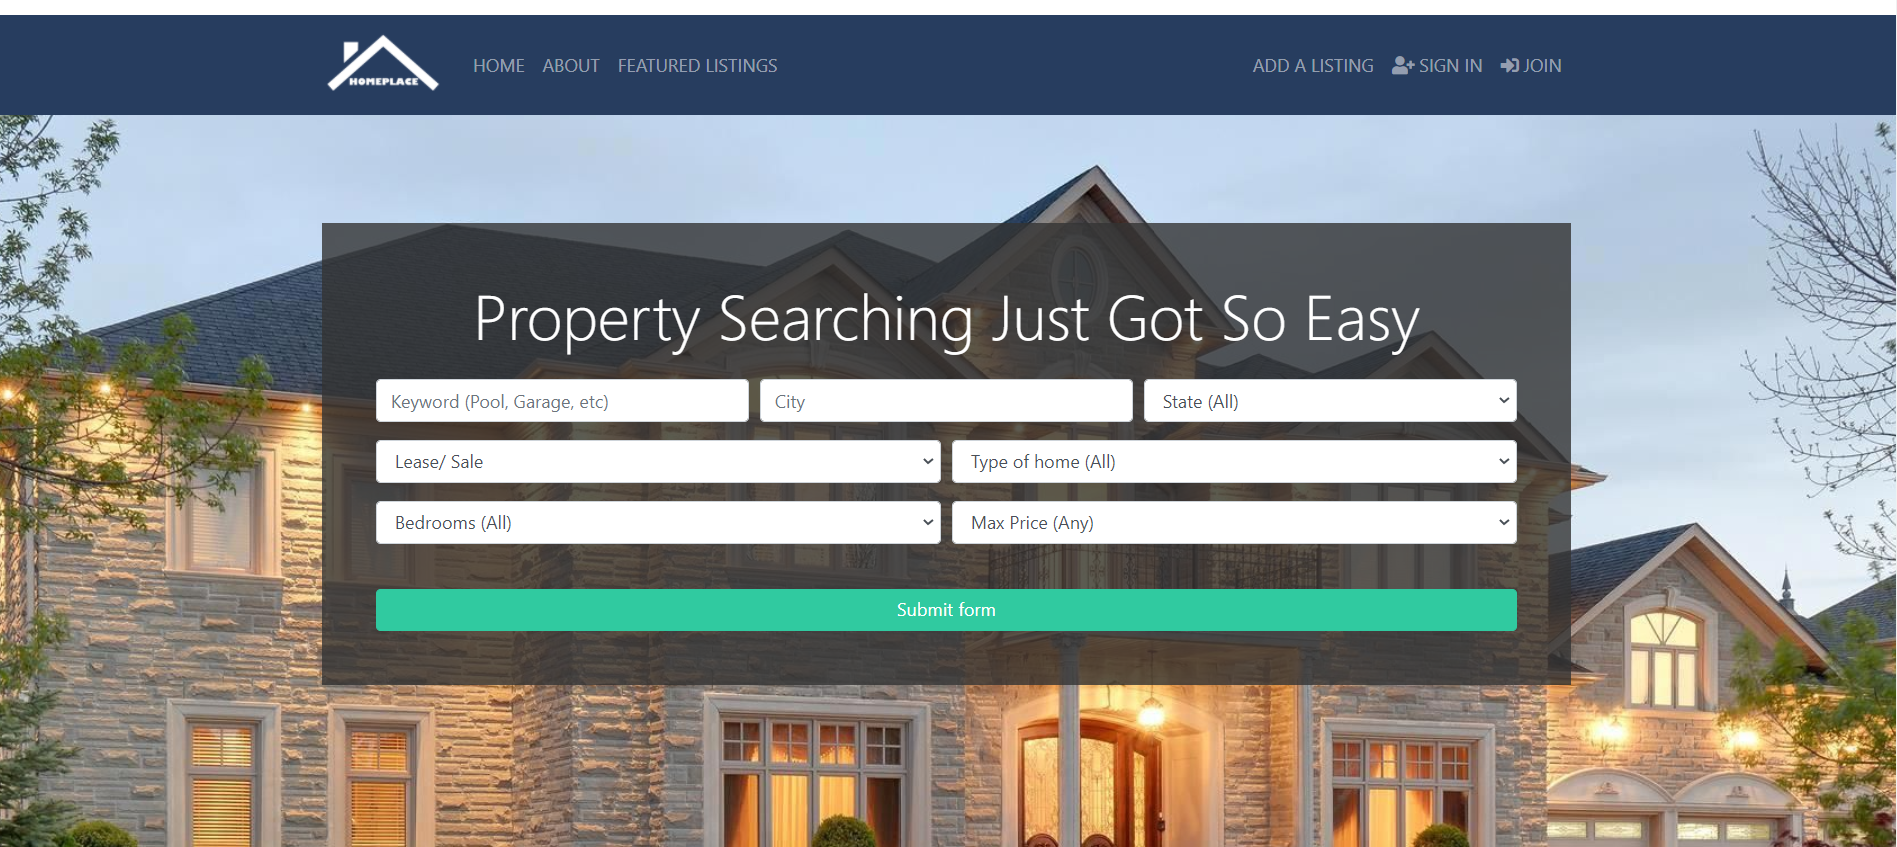 HOMEPLACE
HOME ABOUT FEATURED LISTINGS ADD A LISTING SIGN IN JOIN
Property Searching Just Got So Easy
Keyword (Pool, Garage, etc) City State (All)
Lease/ Sale Type of home (All)
Bedrooms (All) Max Price (Any)
Submit form